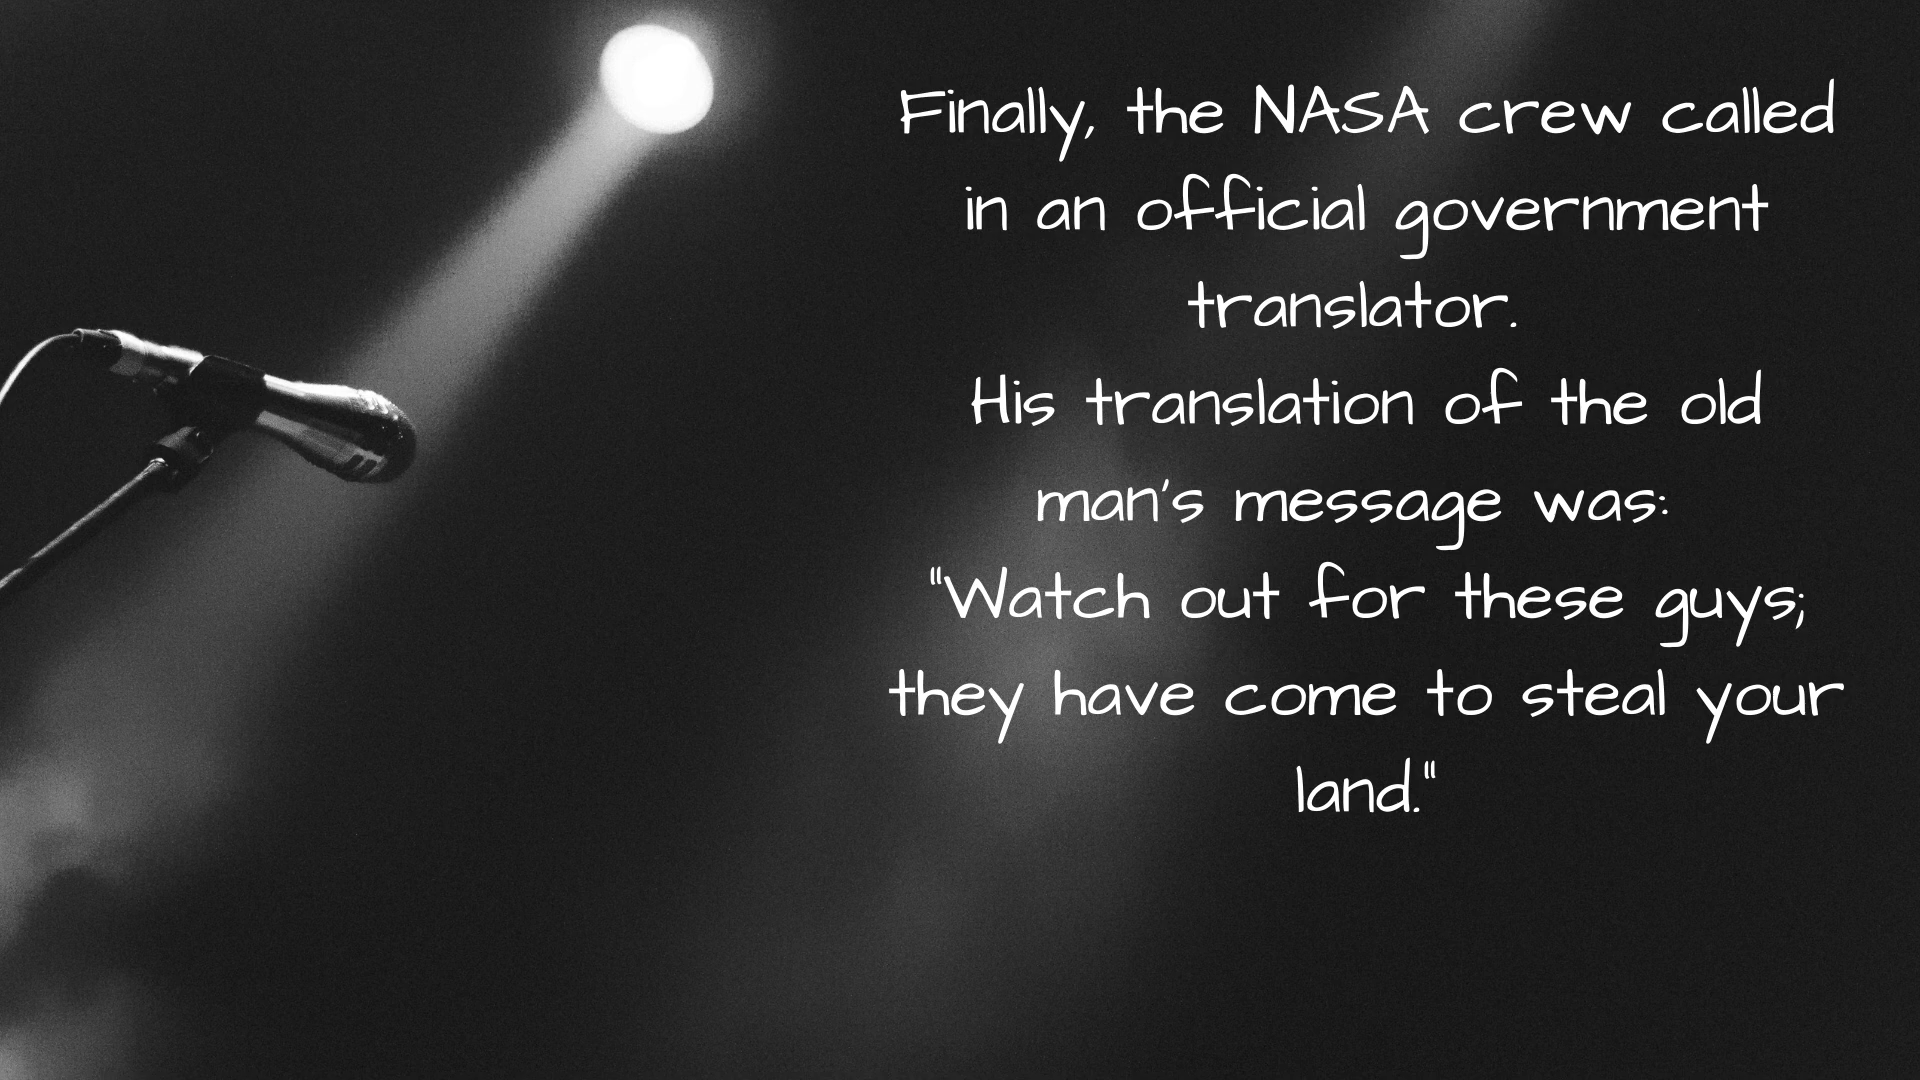 Finally, the NASA crew called
in an official government
translator.
His translation of the old
man's message was:
"Watch out for these guys;
they have come to steal your
land."